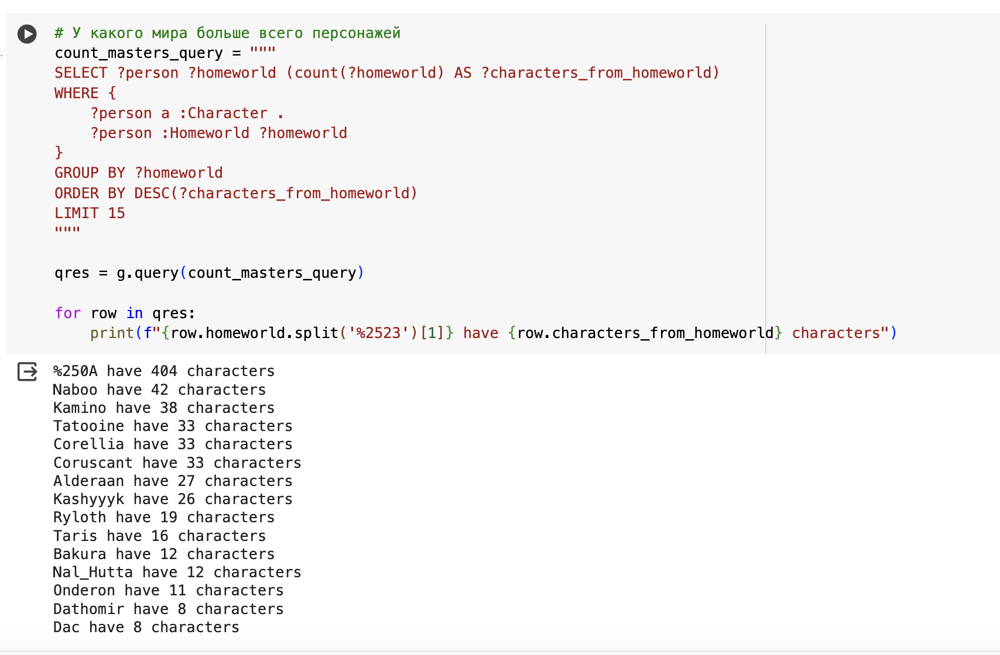 # У какого мира больше всего персонажей
count_masters_query = """
SELECT ?person ?homeworld (count(?homeworld) AS ?characters_from_homeworld)
WHERE {
    ?person a :Character .
    ?person :Homeworld ?homeworld
}
GROUP BY ?homeworld
ORDER BY DESC(?characters_from_homeworld)
LIMIT 15
"""
qres = g.query(count_masters_query)
for row in qres:
    print(f"{row.homeworld.split('%2523')[1]} have {row.characters_from_homeworld} characters")
%250A have 404 characters
Naboo have 42 characters
Kamino have 38 characters
Tatooine have 33 characters
Corellia have 33 characters
Coruscant have 33 characters
Alderaan have 27 characters
Kashyyyk have 26 characters
Ryloth have 19 characters
Taris have 16 characters
Bakura have 12 characters
Nal_Hutta have 12 characters
Onderon have 11 characters
Dathomir have 8 characters
Dac have 8 characters